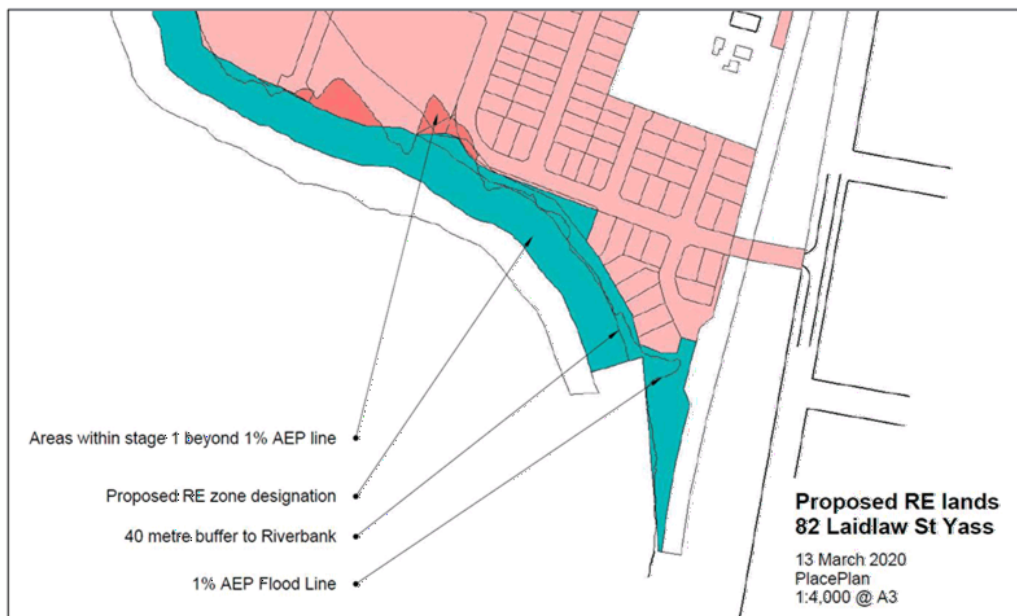 Areas within stage 1 beyond 1% AEP line
Proposed RE zone designation
40 metre buffer to Riverbank
1% AEP Flood Line
Proposed RE lands
82 Laidlaw St Yass
13 March 2020
PlacePlan
1:4,000 @ A3